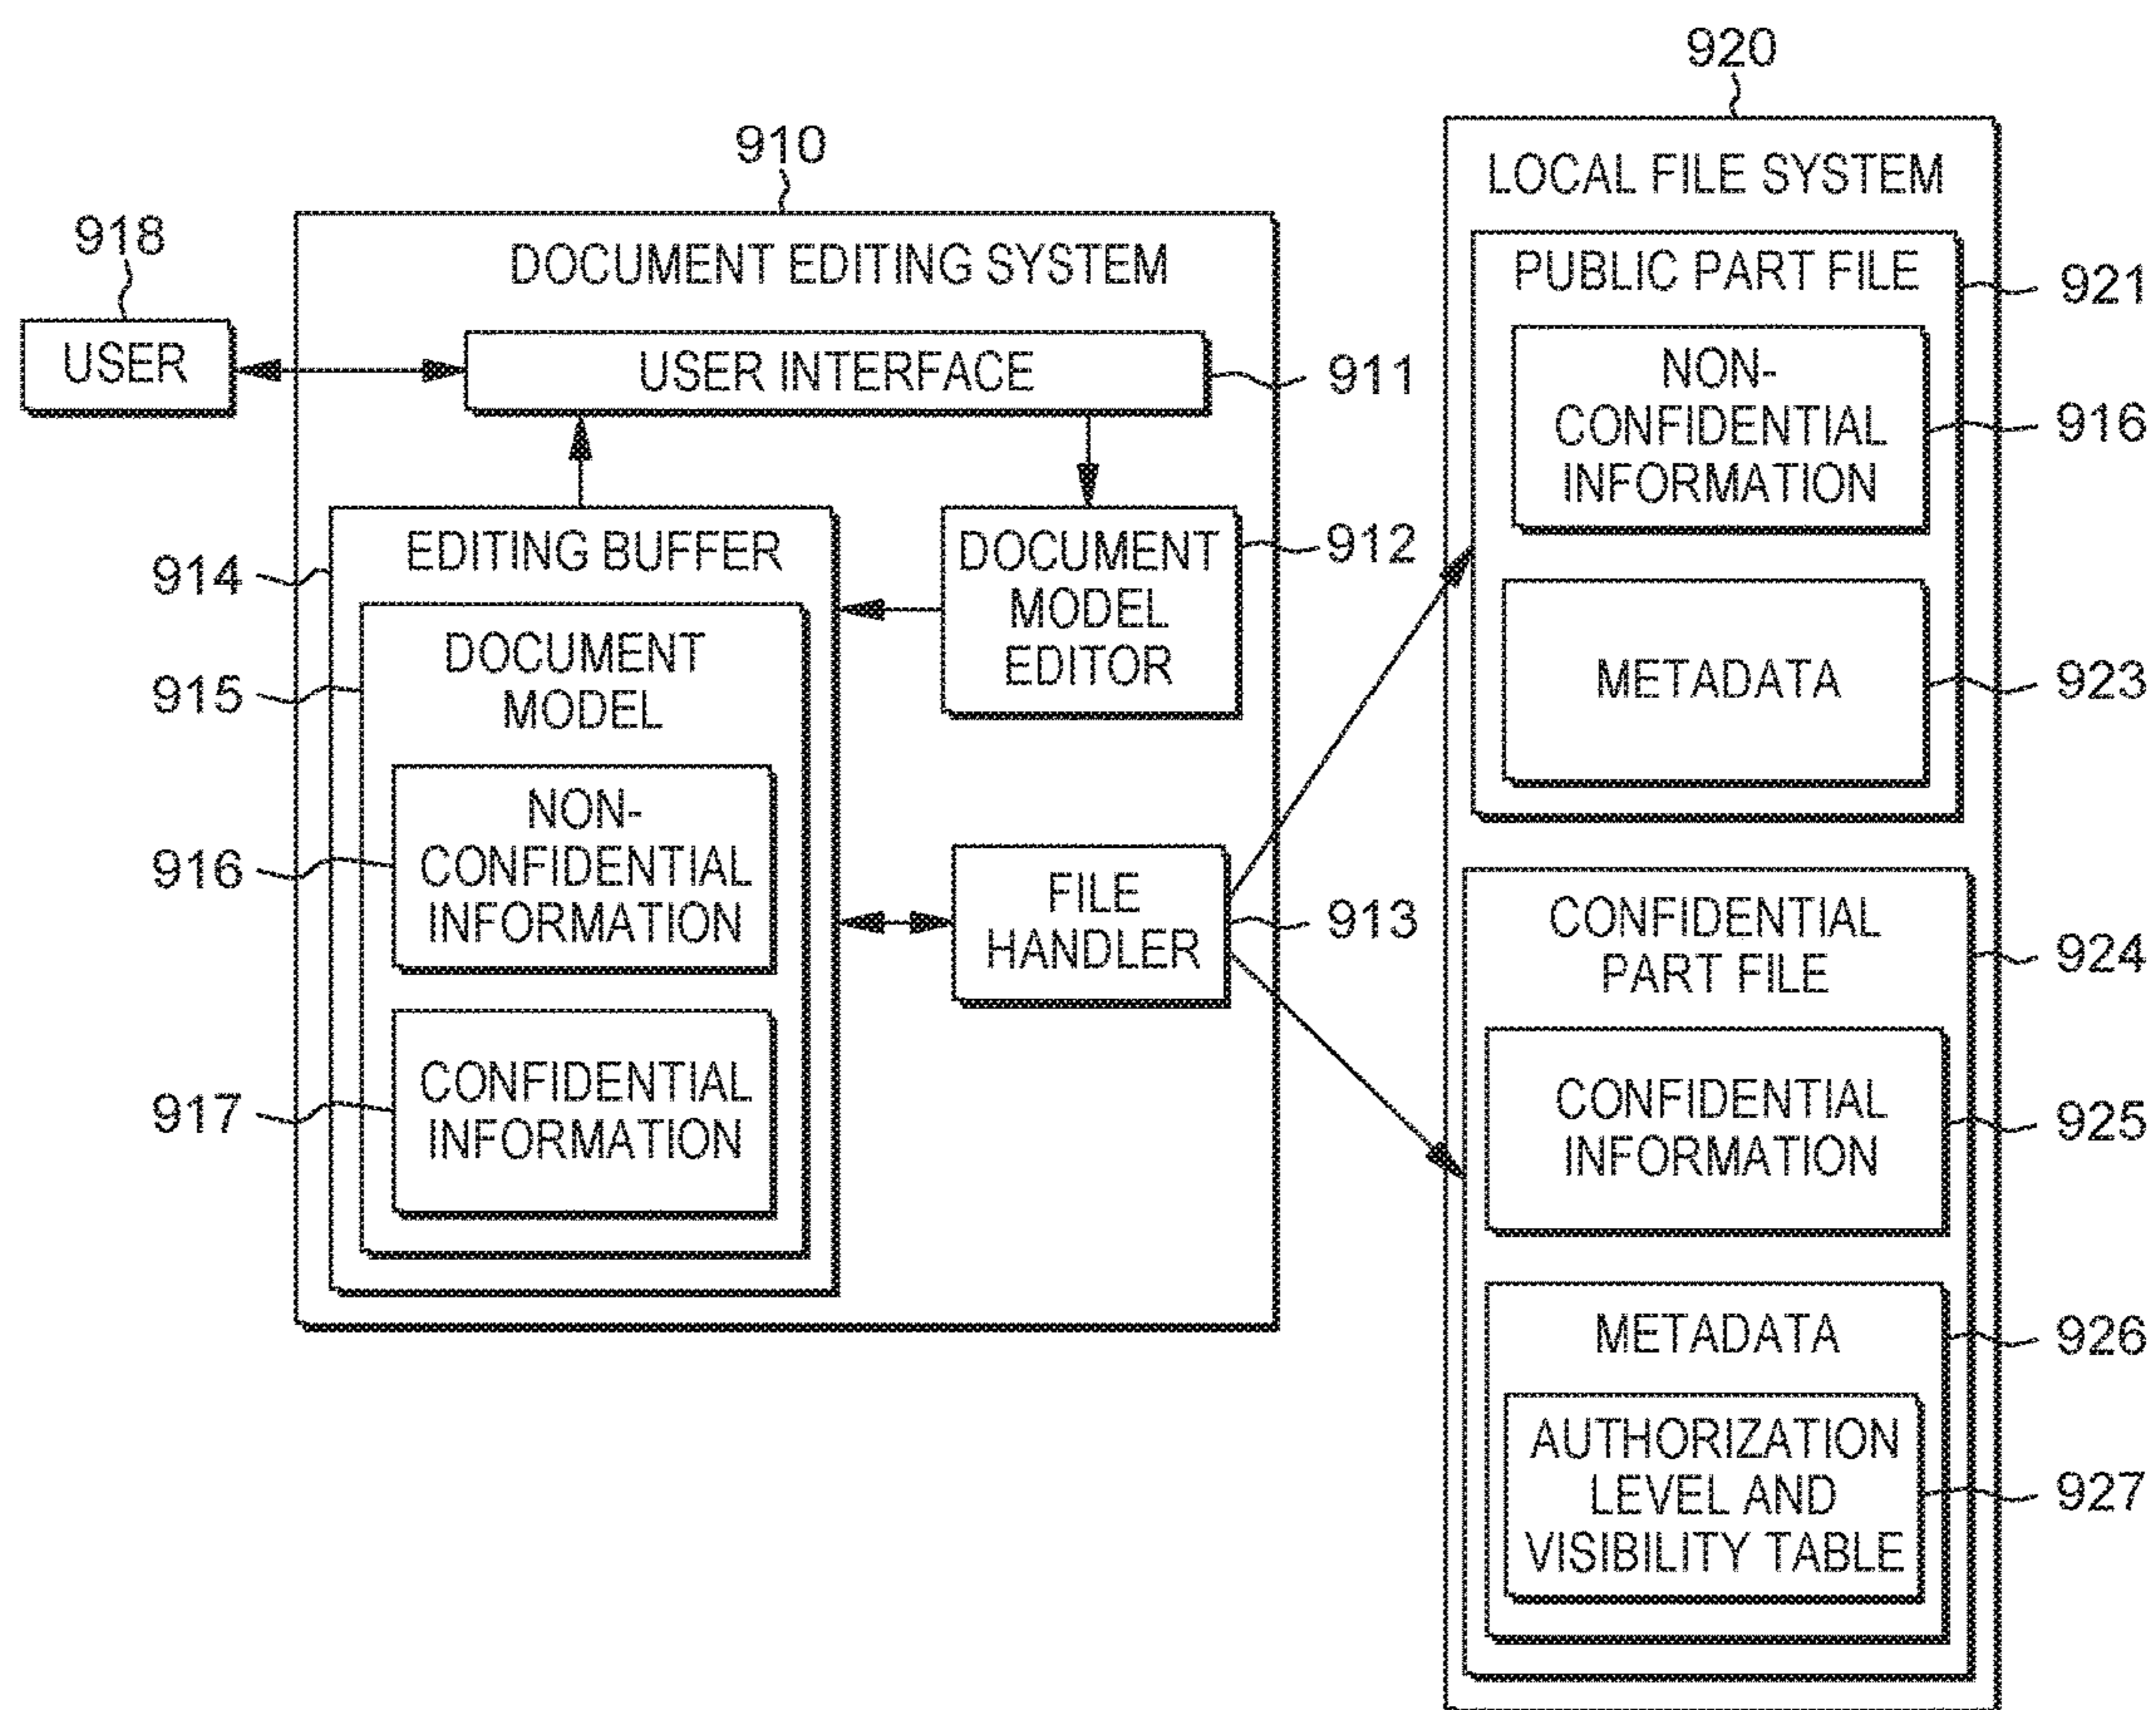 920
LOCAL FILE SYSTEM
910
918
DOCUMENT EDITING SYSTEM
PUBLIC PART FILE
921
USER
USER INTERFACE
911
NON-
CONFIDENTIAL
INFORMATION
916
914
EDITING BUFFER
DOCUMENT
MODEL
EDITOR
912
915
DOCUMENT
MODEL
METADATA
923
916
NON-
CONFIDENTIAL
INFORMATION
FILE
HANDLER
913
CONFIDENTIAL
PART FILE
924
917
CONFIDENTIAL
INFORMATION
CONFIDENTIAL
INFORMATION
925
METADATA
926
AUTHORIZATION
LEVEL AND
VISIBILITY TABLE
927